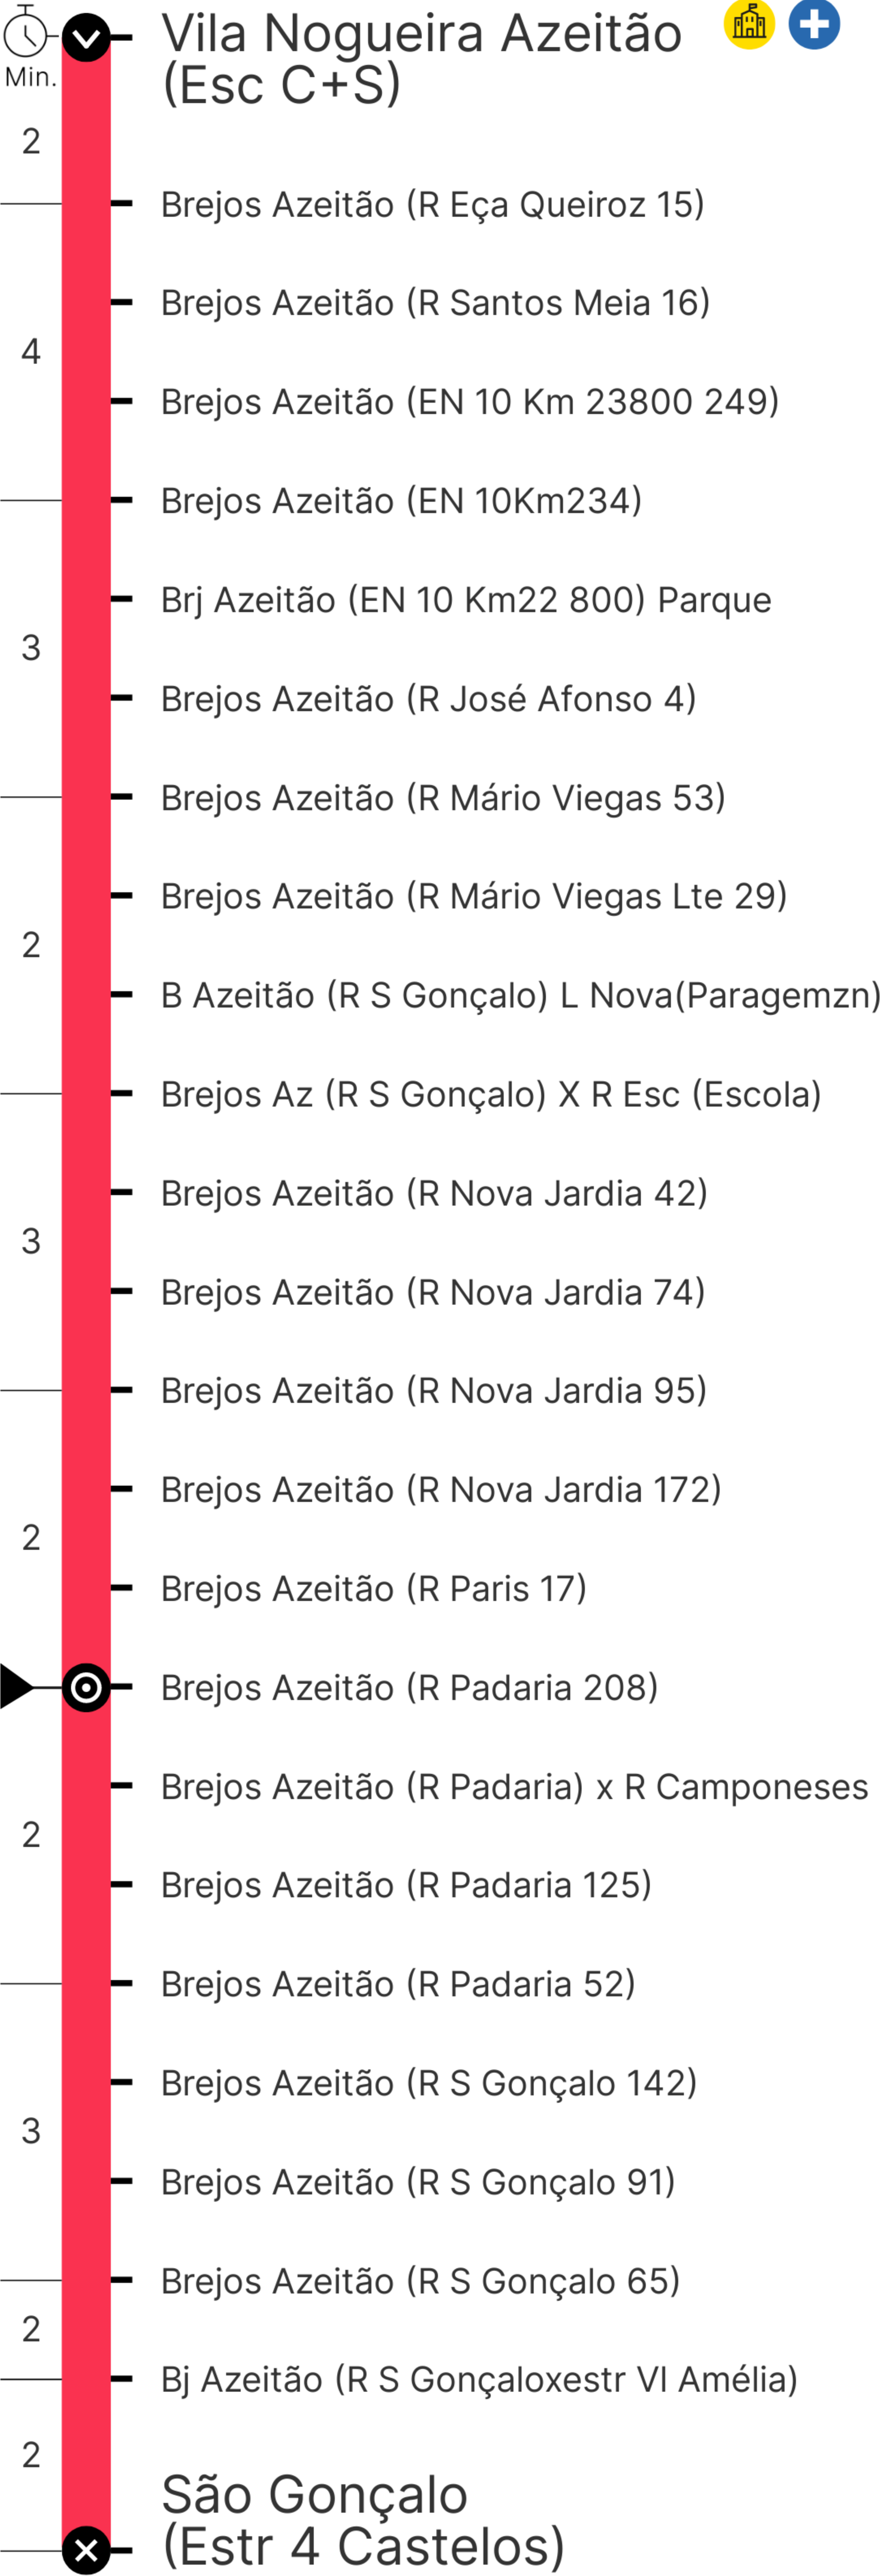 Vila Nogueira Azeitão
(Esc C+S)
Min.
2
Brejos Azeitão (R Eça Queiroz 15)
Brejos Azeitão (R Santos Meia 16)
4
Brejos Azeitão (EN 10 Km 23800 249)
Brejos Azeitão (EN 10Km234)
Brj Azeitão (EN 10 Km22 800) Parque
3
Brejos Azeitão (R José Afonso 4)
Brejos Azeitão (R Mário Viegas 53)
Brejos Azeitão (R Mário Viegas Lte 29)
2
B Azeitão (R S Gonçalo) L Nova(Paragemzn)
Brejos Az (R S Gonçalo) X R Esc (Escola)
Brejos Azeitão (R Nova Jardia 42)
3
Brejos Azeitão (R Nova Jardia 74)
Brejos Azeitão (R Nova Jardia 95)
Brejos Azeitão (R Nova Jardia 172)
2
Brejos Azeitão (R Paris 17)
Brejos Azeitão (R Padaria 208)
Brejos Azeitão (R Padaria) x R Camponeses
2
Brejos Azeitão (R Padaria 125)
Brejos Azeitão (R Padaria 52)
Brejos Azeitão (R S Gonçalo 142)
3
Brejos Azeitão (R S Gonçalo 91)
Brejos Azeitão (R S Gonçalo 65)
2
Bj Azeitão (R S Gonçaloxestr Vl Amélia)
2
São Gonçalo
(Estr 4 Castelos)